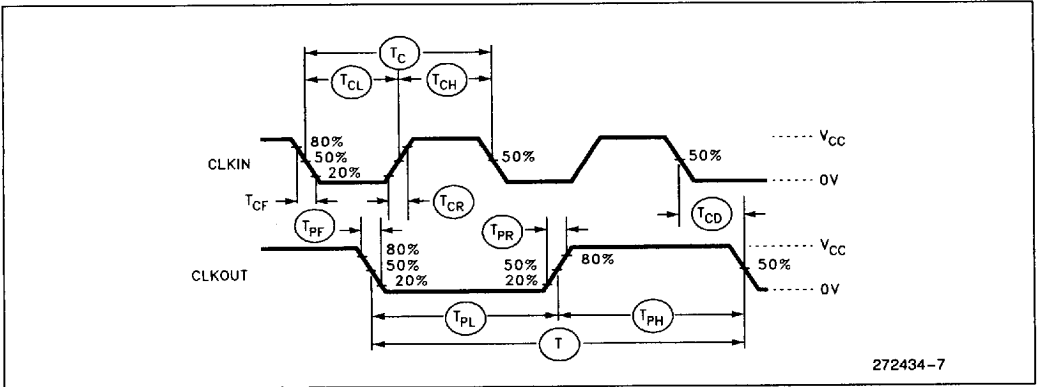 T_C
T_CL T_CH
80%
50%
20%
50%
50%
V_CC
0V
CLKIN
T_CF
T_CR
T_CD
T_PF
T_PR
80%
50%
20%
50%
20%
80%
50%
V_CC
0V
CLKOUT
T_PL T_PH
T
272434-7